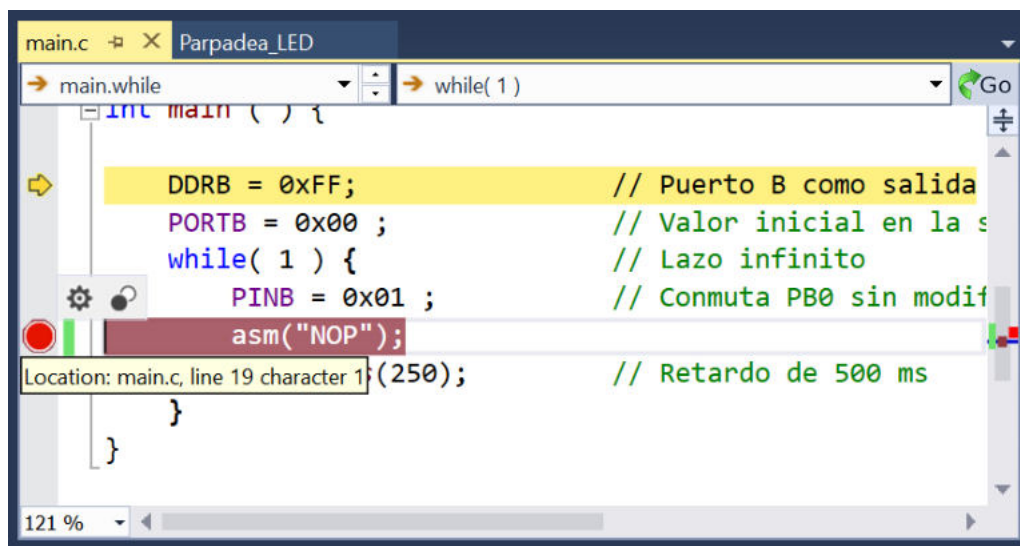 main.c Parpadea_LED
main.while while( 1 ) Go
int main ( ) {
DDRB = 0xFF; // Puerto B como salida
PORTB = 0x00 ; // Valor inicial en la s
while( 1 ) { // Lazo infinito
PINB = 0x01 ; // Conmuta PB0 sin modif
asm("NOP");
Location: main.c, line 19 character 1 (250); // Retardo de 500 ms
}
}
121 %